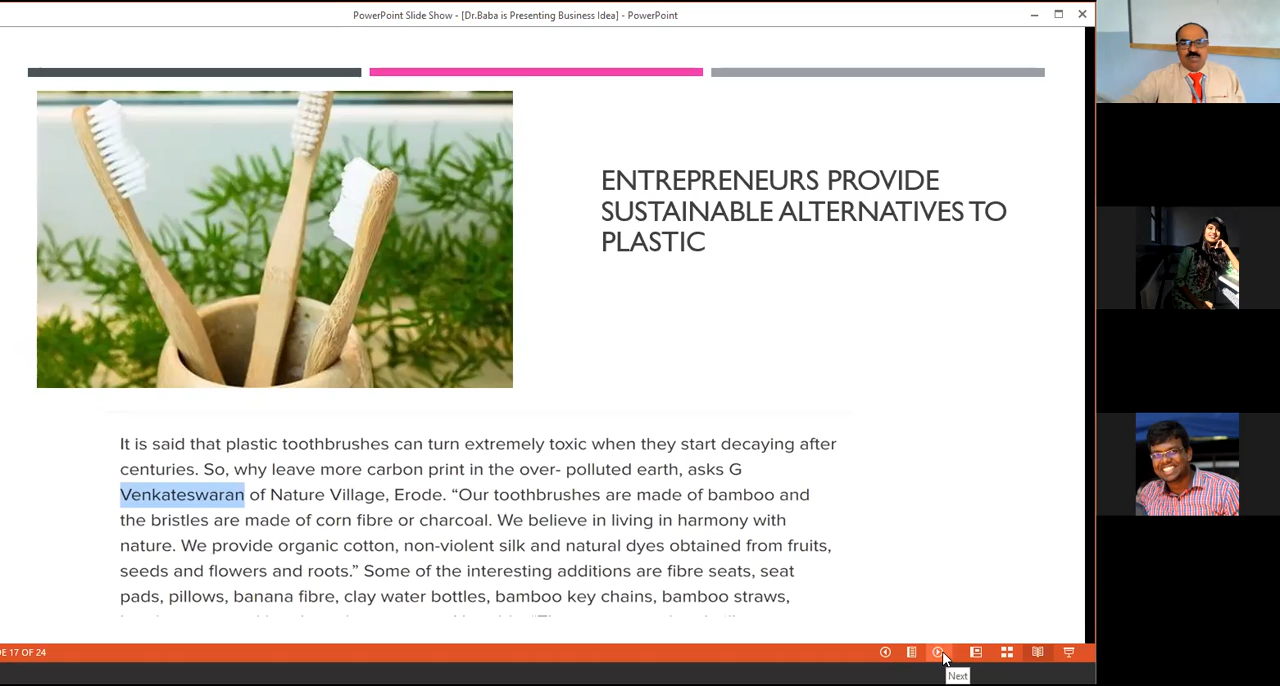 PowerPoint Slide Show - [Dr.Baba is Presenting Business Idea] - PowerPoint
ENTREPRENEURS PROVIDE
SUSTAINABLE ALTERNATIVES TO
PLASTIC
It is said that plastic toothbrushes can turn extremely toxic when they start decaying after
centuries. So, why leave more carbon print in the over- polluted earth, asks G
Venkateswaran of Nature Village, Erode. “Our toothbrushes are made of bamboo and
the bristles are made of corn fibre or charcoal. We believe in living in harmony with
nature. We provide organic cotton, non-violent silk and natural dyes obtained from fruits,
seeds and flowers and roots.” Some of the interesting additions are fibre seats, seat
pads, pillows, banana fibre, clay water bottles, bamboo key chains, bamboo straws,
17 OF 24
Next